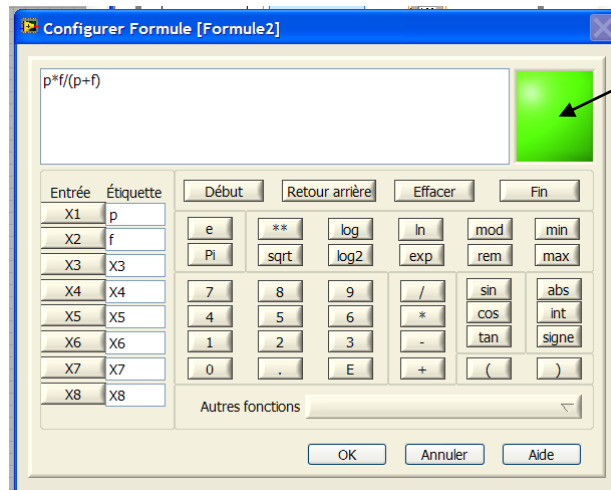 Configurer Formule [Formule2]
p*f/(p+f)
Entrée Étiquette Début Retour arrière Effacer Fin
X1 p
e ** log ln mod min
X2 f
Pi sqrt log2 exp rem max
X3 X3
X4 X4 7 8 9 / sin abs
X5 X5 4 5 6 * cos int
X6 X6 1 2 3 - tan signe
X7 X7 0 . E + ( )
X8 X8
Autres fonctions
OK Annuler Aide